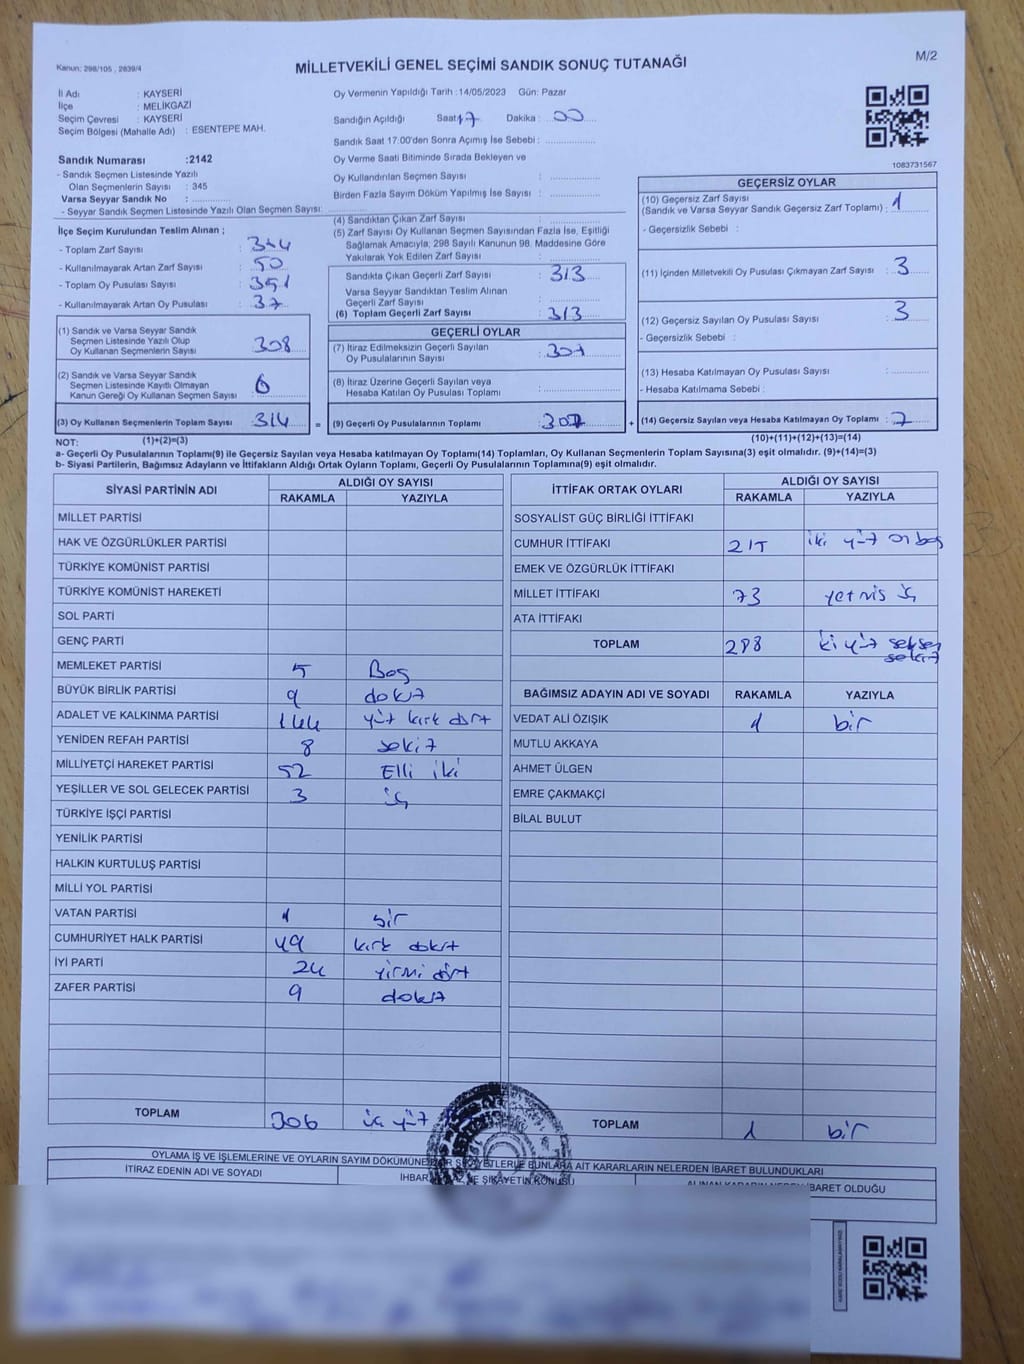 Kanun: 298/105 , 2839/4
MİLLETVEKİLİ GENEL SEÇİMİ SANDIK SONUÇ TUTANAĞI
M/2
İl Adı : KAYSERİ
İlçe : MELİKGAZİ
Seçim Çevresi : KAYSERİ
Seçim Bölgesi (Mahalle Adı) : ESENTEPE MAH.
Sandık Numarası :2142
- Sandık Seçmen Listesinde Yazılı
Olan Seçmenlerin Sayısı : 345
Varsa Seyyar Sandık No :
- Seyyar Sandık Seçmen Listesinde Yazılı Olan Seçmen Sayısı:
Oy Vermenin Yapıldığı Tarih : 14/05/2023 Gün: Pazar
Sandığın Açıldığı Saat: 17 Dakika : 00
Sandık Saat 17:00'den Sonra Açımış İse Sebebi :
Oy Verme Saati Bitiminde Sırada Bekleyen ve
Oy Kullandırılan Seçmen Sayısı :
Birden Fazla Sayım Döküm Yapılmış İse Sayısı :
1083731567
İlçe Seçim Kurulundan Teslim Alınan ;
- Toplam Zarf Sayısı : 344
- Kullanılmayarak Artan Zarf Sayısı : 50
- Toplam Oy Pusulası Sayısı : 351
- Kullanılmayarak Artan Oy Pusulası : 37
(1) Sandık ve Varsa Seyyar Sandık
Seçmen Listesinde Yazılı Olup
Oy Kullanan Seçmenlerin Sayısı : 308
(2) Sandık ve Varsa Seyyar Sandık
Seçmen Listesinde Kayıtlı Olmayan
Kanun Gereği Oy Kullanan Seçmen Sayısı : 6
(3) Oy Kullanan Seçmenlerin Toplam Sayısı : 314 =
(4) Sandıktan Çıkan Zarf Sayısı :
(5) Zarf Sayısı Oy Kullanan Seçmen Sayısından Fazla İse, Eşitliği
Sağlamak Amacıyla; 298 Sayılı Kanunun 98. Maddesine Göre
Yakılarak Yok Edilen Zarf Sayısı :
Sandıkta Çıkan Geçerli Zarf Sayısı : 313
Varsa Seyyar Sandıktan Teslim Alınan
Geçerli Zarf Sayısı :
(6) Toplam Geçerli Zarf Sayısı : 313
GEÇERLİ OYLAR
(7) İtiraz Edilmeksizin Geçerli Sayılan
Oy Pusulalarının Sayısı : 307
(8) İtiraz Üzerine Geçerli Sayılan veya
Hesaba Katılan Oy Pusulası Toplamı :
(9) Geçerli Oy Pusulalarının Toplamı : 307 +
GEÇERSİZ OYLAR
(10) Geçersiz Zarf Sayısı
(Sandık ve Varsa Seyyar Sandık Geçersiz Zarf Toplamı) : 1
- Geçersizlik Sebebi :
(11) İçinden Milletvekili Oy Pusulası Çıkmayan Zarf Sayısı : 3
(12) Geçersiz Sayılan Oy Pusulası Sayısı : 3
- Geçersizlik Sebebi :
(13) Hesaba Katılmayan Oy Pusulası Sayısı :
- Hesaba Katılmama Sebebi :
(14) Geçersiz Sayılan veya Hesaba Katılmayan Oy Toplamı : 7
NOT: (1)+(2)=(3) (10)+(11)+(12)+(13)=(14)
a- Geçerli Oy Pusulalarının Toplamı(9) ile Geçersiz Sayılan veya Hesaba Katılmayan Oy Toplamı(14) Toplamları, Oy Kullanan Seçmenlerin Toplam Sayısına(3) eşit olmalıdır. (9)+(14)=(3)
b- Siyasi Partilerin, Bağımsız Adayların ve İttifakların Aldığı Ortak Oyların Toplamı, Geçerli Oy Pusulalarının Toplamına(9) eşit olmalıdır.
SİYASİ PARTİNİN ADI ALDIĞI OY SAYISI
RAKAMLA YAZIYLA
MİLLET PARTİSİ
HAK VE ÖZGÜRLÜKLER PARTİSİ
TÜRKİYE KOMÜNİST PARTİSİ
TÜRKİYE KOMÜNİST HAREKETİ
SOL PARTİ
GENÇ PARTİ
MEMLEKET PARTİSİ 5 Beş
BÜYÜK BİRLİK PARTİSİ 9 dokuz
ADALET VE KALKINMA PARTİSİ 144 yüz kırk dört
YENİDEN REFAH PARTİSİ 8 sekiz
MİLLİYETÇİ HAREKET PARTİSİ 52 Elli iki
YEŞİLLER VE SOL GELECEK PARTİSİ 3 üç
TÜRKİYE İŞÇİ PARTİSİ
YENİLİK PARTİSİ
HALKIN KURTULUŞ PARTİSİ
MİLLİ YOL PARTİSİ
VATAN PARTİSİ 1 bir
CUMHURİYET HALK PARTİSİ 49 kırk dokuz
İYİ PARTİ 24 yirmi dört
ZAFER PARTİSİ 9 dokuz
TOPLAM 306 üç yüz
İTTİFAK ORTAK OYLARI ALDIĞI OY SAYISI
RAKAMLA YAZIYLA
SOSYALİST GÜÇ BİRLİĞİ İTTİFAKI
CUMHUR İTTİFAKI 215 iki yüz on beş
EMEK VE ÖZGÜRLÜK İTTİFAKI
MİLLET İTTİFAKI 73 yetmiş üç
ATA İTTİFAKI
TOPLAM 288 iki yüz seksen
sekiz
BAĞIMSIZ ADAYIN ADI VE SOYADI RAKAMLA YAZIYLA
VEDAT ALİ ÖZIŞIK 1 bir
MUTLU AKKAYA
AHMET ÜLGEN
EMRE ÇAKMAKÇİ
BİLAL BULUT
TOPLAM 1 bir
OYLAMA İŞ VE İŞLEMLERİNE VE OYLARIN SAYIM DÖKÜMÜNE BUNLARA AİT KARARLARIN NELERDEN İBARET BULUNDUKLARI
İTİRAZ EDENİN ADI VE SOYADI VE ŞİKAYETİN KONUSU ALINAN KARARIN İBARET OLDUĞU